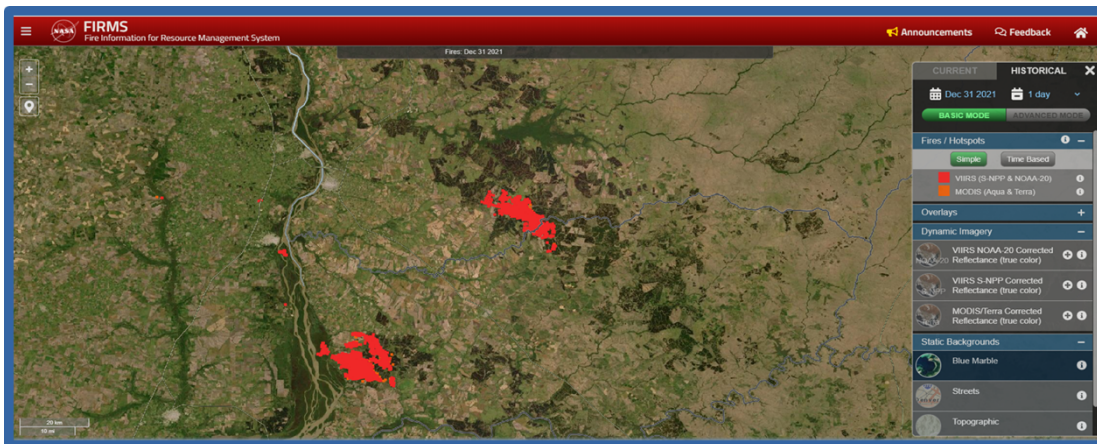 NASA
FIRMS
Fire Information for Resource Management System
Announcements
Feedback
Fires: Dec 31 2021
+
−
CURRENT
HISTORICAL
Dec 31 2021
1 day
BASIC MODE
ADVANCED MODE
Fires / Hotspots
Simple
Time Based
VIIRS (S-NPP & NOAA-20)
MODIS (Aqua & Terra)
Overlays
Dynamic Imagery
VIIRS NOAA-20 Corrected
Reflectance (true color)
VIIRS S-NPP Corrected
Reflectance (true color)
MODIS/Terra Corrected
Reflectance (true color)
Static Backgrounds
Blue Marble
Streets
Topographic
20 km
10 mi